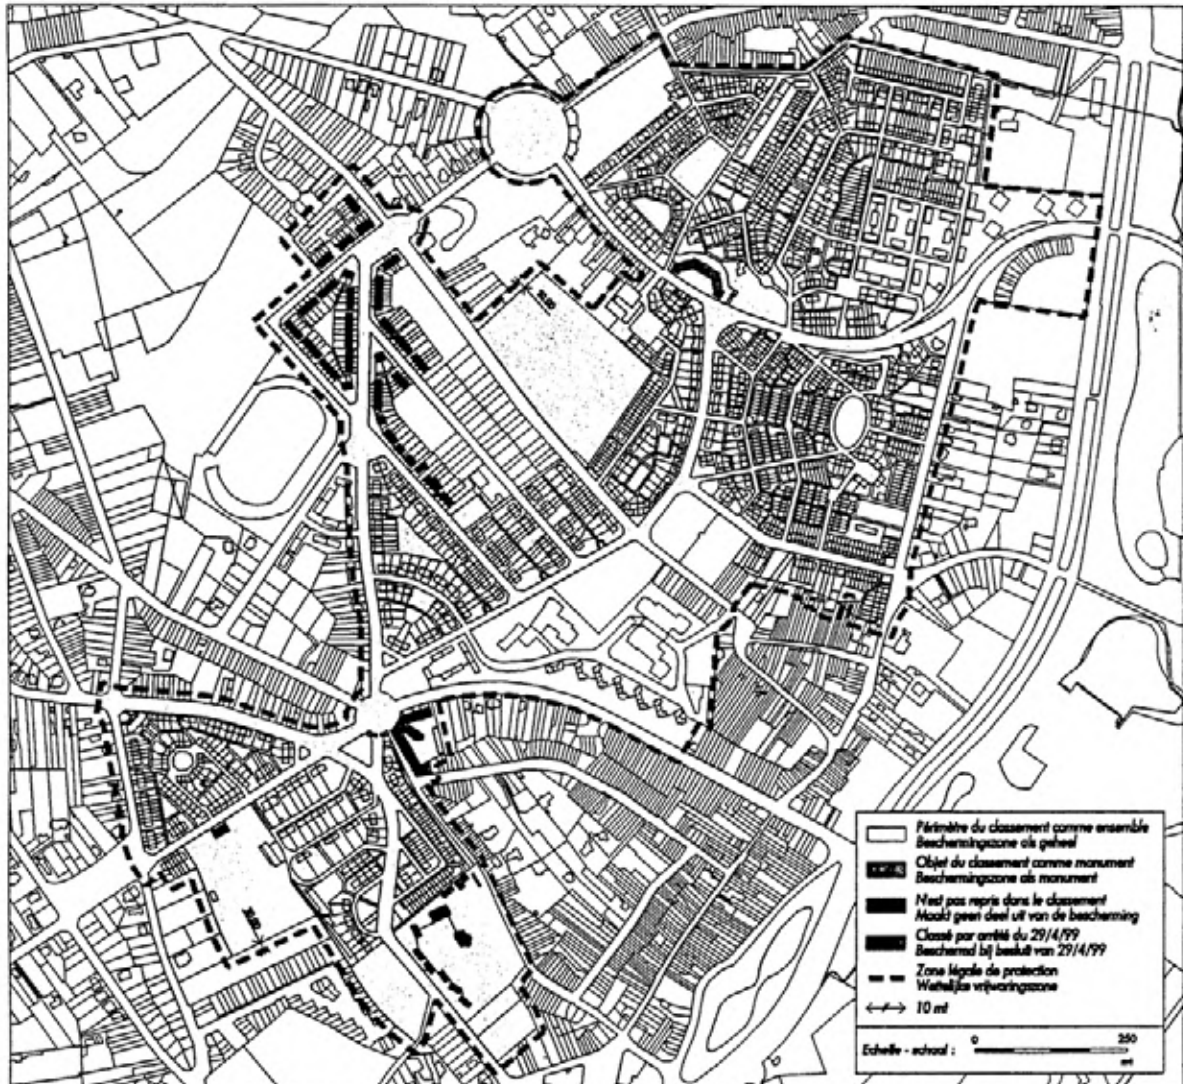 Périmètre du classement comme ensemble
Beschermingszone als geheel
Objet du classement comme monument
Beschermingszone als monument
N'est pas repris dans le classement
Maakt geen deel uit van de bescherming
Classé par arrêté du 29/4/99
Beschermd bij besluit van 29/4/99
Zone légale de protection
Wettelijke vrijwaringszone
10 mt
Echelle - schaal :
0
250
mt